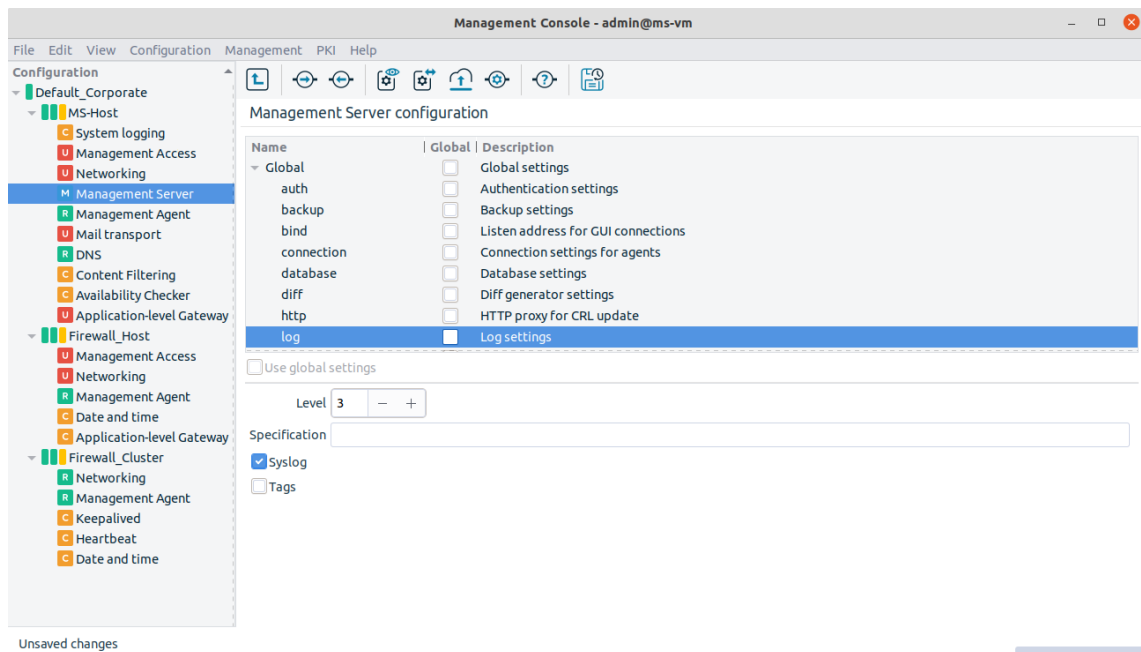 Management Console - admin@ms-vm
File Edit View Configuration Management PKI Help
Configuration
Default_Corporate
MS-Host
C System logging
U Management Access
U Networking
M Management Server
R Management Agent
U Mail transport
R DNS
C Content Filtering
C Availability Checker
U Application-level Gateway
Firewall_Host
U Management Access
U Networking
R Management Agent
C Date and time
C Application-level Gateway
Firewall_Cluster
R Networking
R Management Agent
C Keepalived
C Heartbeat
C Date and time
Management Server configuration
Name Global Description
Global Global settings
auth Authentication settings
backup Backup settings
bind Listen address for GUI connections
connection Connection settings for agents
database Database settings
diff Diff generator settings
http HTTP proxy for CRL update
log Log settings
Use global settings
Level 3 − +
Specification
Syslog
Tags
Unsaved changes